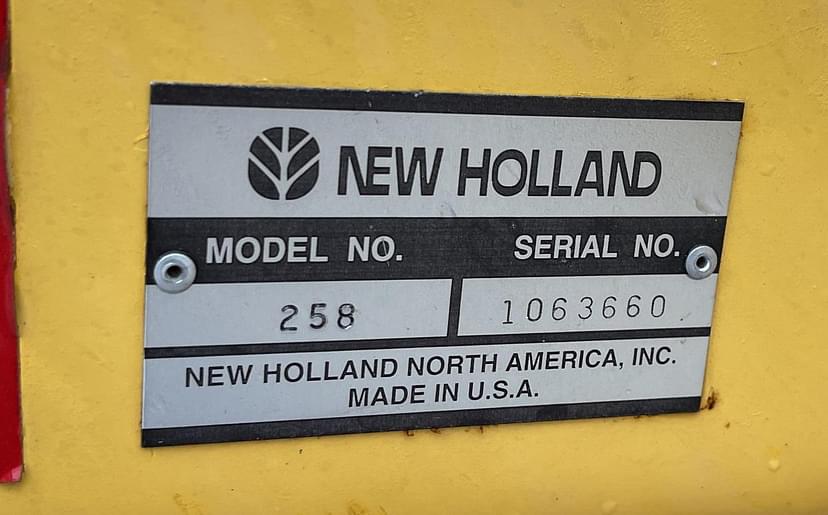 NEW HOLLAND
MODEL NO. SERIAL NO.
258 1063660
NEW HOLLAND NORTH AMERICA, INC.
MADE IN U.S.A.